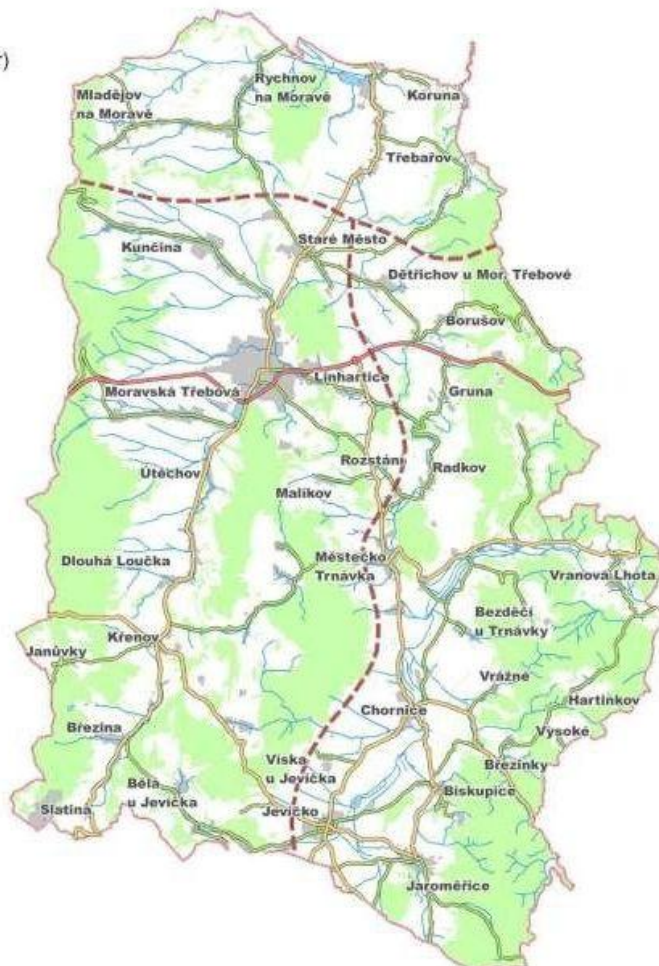 r)
Rychnov
na Moravě
Koruna
Mladějov
na Moravě
Třebařov
Staré Město
Kunčina
Dětřichov u Mor. Třebové
Borušov
Linhartice
Moravská Třebová
Gruna
Rozstání
Radkov
Útěchov
Malíkov
Městečko
Trnávka
Dlouhá Loučka
Vranová Lhota
Bezděčí
u Trnávky
Křenov
Janůvky
Vrážné
Hartinkov
Chornice
Březina
Vysoké
Víska
u Jevíčka
Březinky
Bělá
u Jevíčka
Biskupice
Slatina
Jevíčko
Jaroměřice